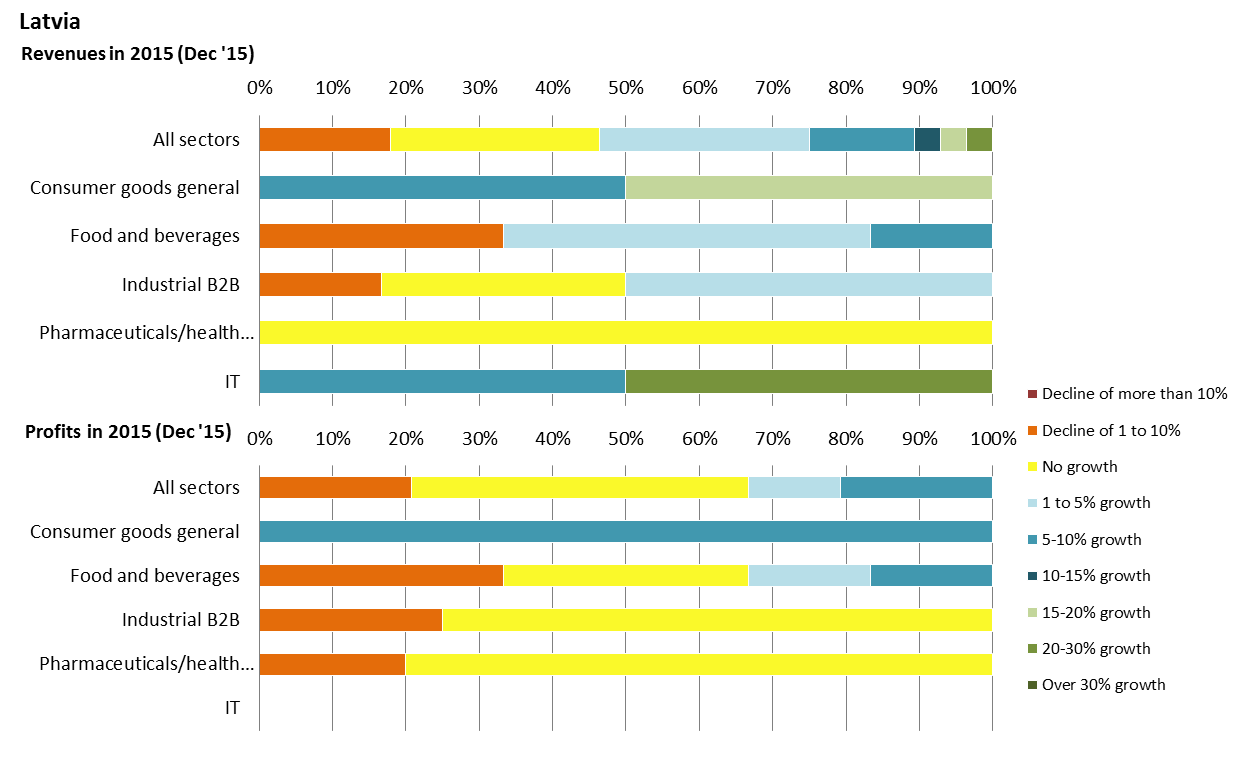 Latvia
Revenues in 2015 (Dec '15)
0% 10% 20% 30% 40% 50% 60% 70% 80% 90% 100%
All sectors
Consumer goods general
Food and beverages
Industrial B2B
Pharmaceuticals/health...
IT
Profits in 2015 (Dec '15)
0% 10% 20% 30% 40% 50% 60% 70% 80% 90% 100%
All sectors
Consumer goods general
Food and beverages
Industrial B2B
Pharmaceuticals/health...
IT
Decline of more than 10%
Decline of 1 to 10%
No growth
1 to 5% growth
5-10% growth
10-15% growth
15-20% growth
20-30% growth
Over 30% growth